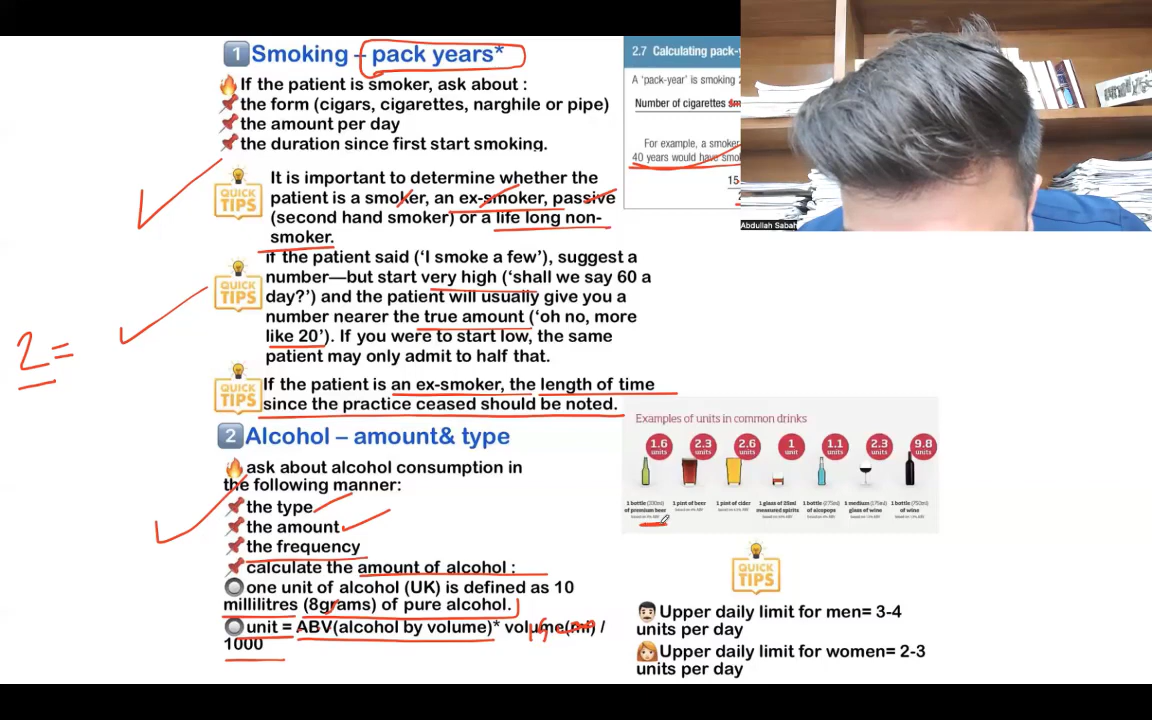 1 Smoking – pack years*
🔥If the patient is smoker, ask about :
📌the form (cigars, cigarettes, narghile or pipe)
📌the amount per day
📌the duration since first start smoking.
QUICK TIPS
It is important to determine whether the
patient is a smoker, an ex-smoker, passive
(second hand smoker) or a life long non-
smoker.
QUICK TIPS
if the patient said (‘I smoke a few’), suggest a
number—but start very high (‘shall we say 60 a
day?’) and the patient will usually give you a
number nearer the true amount (‘oh no, more
like 20’). If you were to start low, the same
patient may only admit to half that.
2=
QUICK TIPS
If the patient is an ex-smoker, the length of time
since the practice ceased should be noted.
2 Alcohol – amount& type
🔥ask about alcohol consumption in
the following manner:
📌the type
📌the amount
📌the frequency
📌calculate the amount of alcohol :
one unit of alcohol (UK) is defined as 10
millilitres (8grams) of pure alcohol.
unit = ABV(alcohol by volume)* volume(ml) /
1000
2.7 Calculating pack-y
A ‘pack-year’ is smoking 2
Number of cigarettes
For example, a smoker
40 years would have smo
15
2
Abdullah Sabah
Examples of units in common drinks
1.6 units
2.3 units
2.6 units
1 unit
1.1 units
2.3 units
9.8 units
1 bottle (330ml) of premium beer
1 pint of beer
1 pint of cider
1 glass of 25ml measured spirits
1 bottle (275ml) of alcopops
1 medium (175ml) glass of wine
1 bottle (750ml) of wine
QUICK TIPS
Upper daily limit for men= 3-4
units per day
Upper daily limit for women= 2-3
units per day